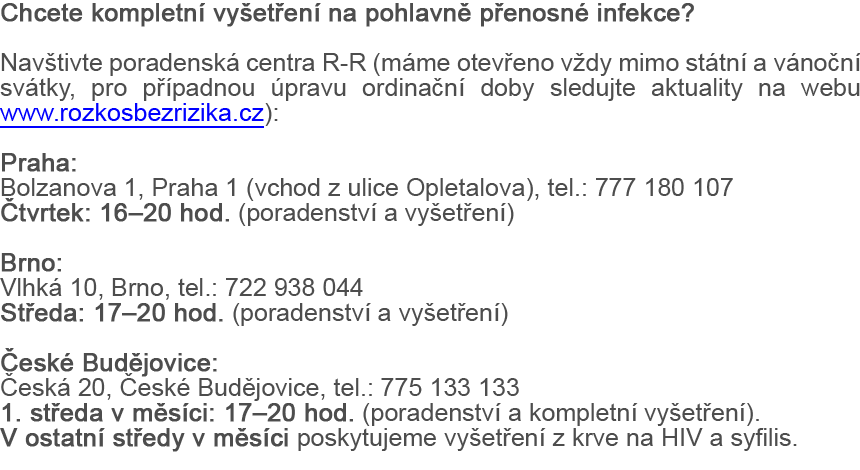 Chcete kompletní vyšetření na pohlavně přenosné infekce?
Navštivte poradenská centra R-R (máme otevřeno vždy mimo státní a vánoční
svátky, pro případnou úpravu ordinační doby sledujte aktuality na webu
www.rozkosbezrizika.cz):
Praha:
Bolzanova 1, Praha 1 (vchod z ulice Opletalova), tel.: 777 180 107
Čtvrtek: 16–20 hod. (poradenství a vyšetření)
Brno:
Vlhká 10, Brno, tel.: 722 938 044
Středa: 17–20 hod. (poradenství a vyšetření)
České Budějovice:
Česká 20, České Budějovice, tel.: 775 133 133
1. středa v měsíci: 17–20 hod. (poradenství a kompletní vyšetření).
V ostatní středy v měsíci poskytujeme vyšetření z krve na HIV a syfilis.